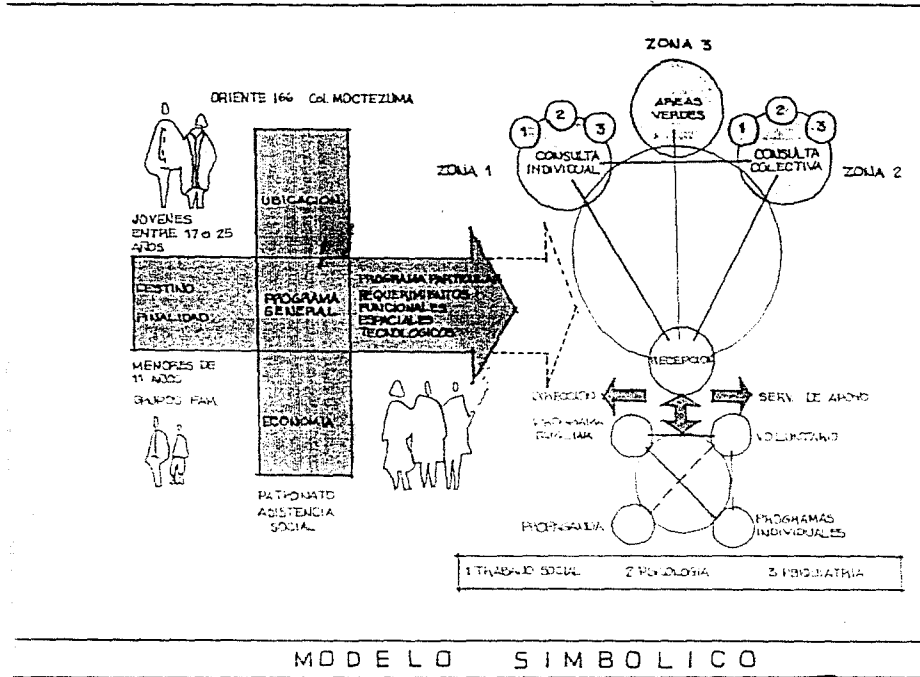 ZONA 3
ORIENTE 166 COL. MOCTEZUMA
AREAS
VERDES
1 2 3
CONSULTA
INDIVIDUAL
ZONA 1
1 2 3
CONSULTA
COLECTIVA
ZONA 2
UBICACION
JOVENES
ENTRE 17 a 25
AÑOS
DESTINO
FINALIDAD
PROGRAMA
GENERAL
PROGRAMA PARTICULAR
FUNCIONALES
ESPACIALES
TECNOLOGICOS
MENORES DE
11 AÑOS
GRUPOS FAM.
ECONOMIA
PATRONATO
ASISTENCIA
SOCIAL
RECEPCION
DIRECCION
SERV. DE APOYO
PROGRAMA
FAMILIAR
VOLUNTARIO
PROPAGANDA
PROGRAMAS
INDIVIDUALES
1 TRABAJO SOCIAL 2 PSICOLOGIA 3 PSIQUIATRIA
MODELO SIMBOLICO